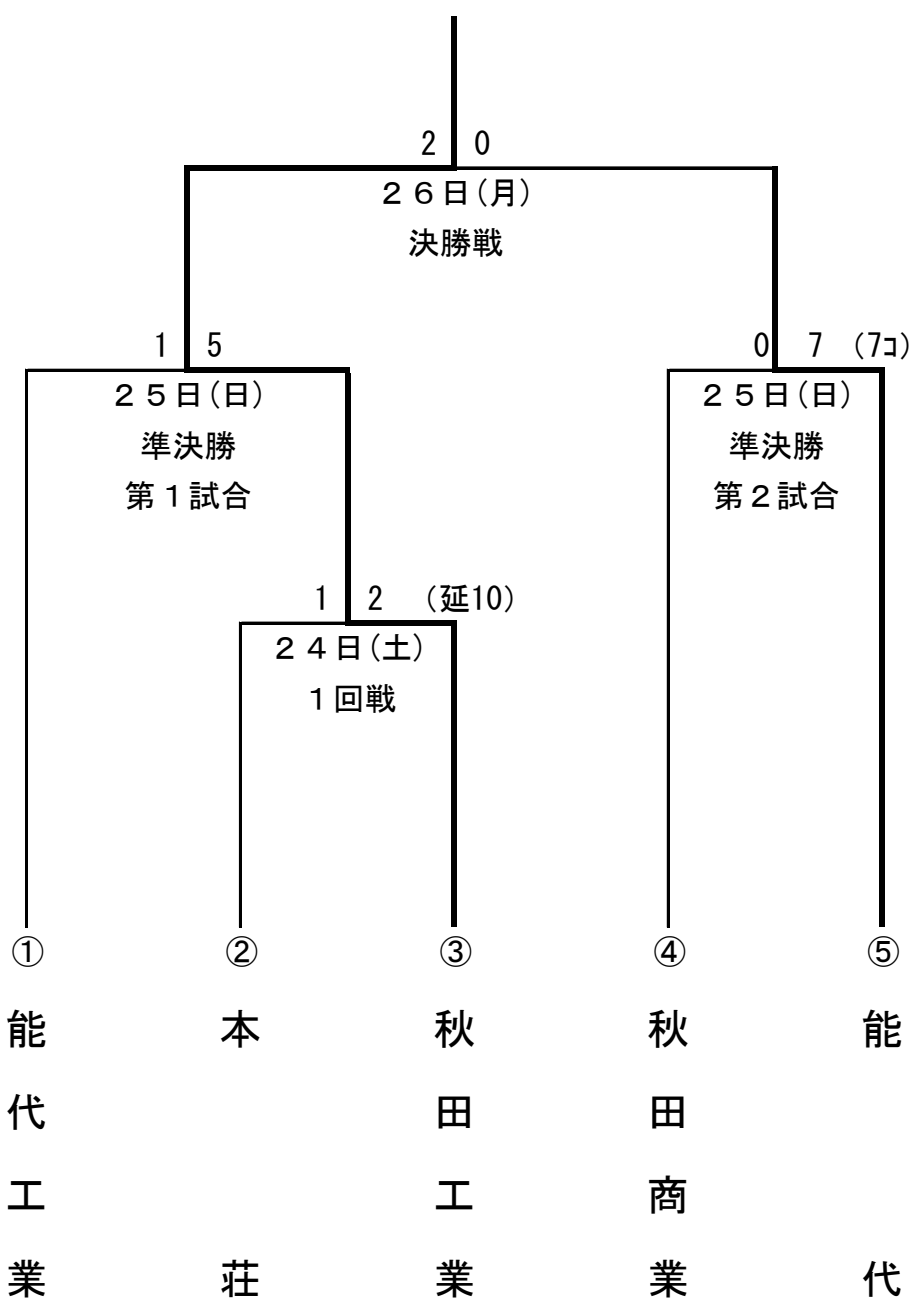 2 0
２６日(月)
決勝戦
1 5
２５日(日)
準決勝
第１試合
0 7 (7ｺ)
２５日(日)
準決勝
第２試合
1 2 (延10)
２４日(土)
１回戦
①
能代工業
②
本荘
③
秋田工業
④
秋田商業
⑤
能代